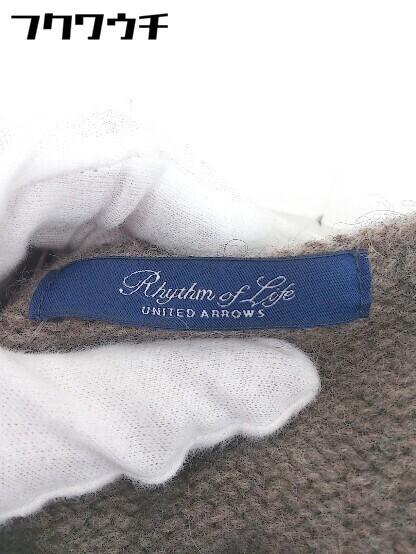 フクワウチ
Rhythm of Life
UNITED ARROWS